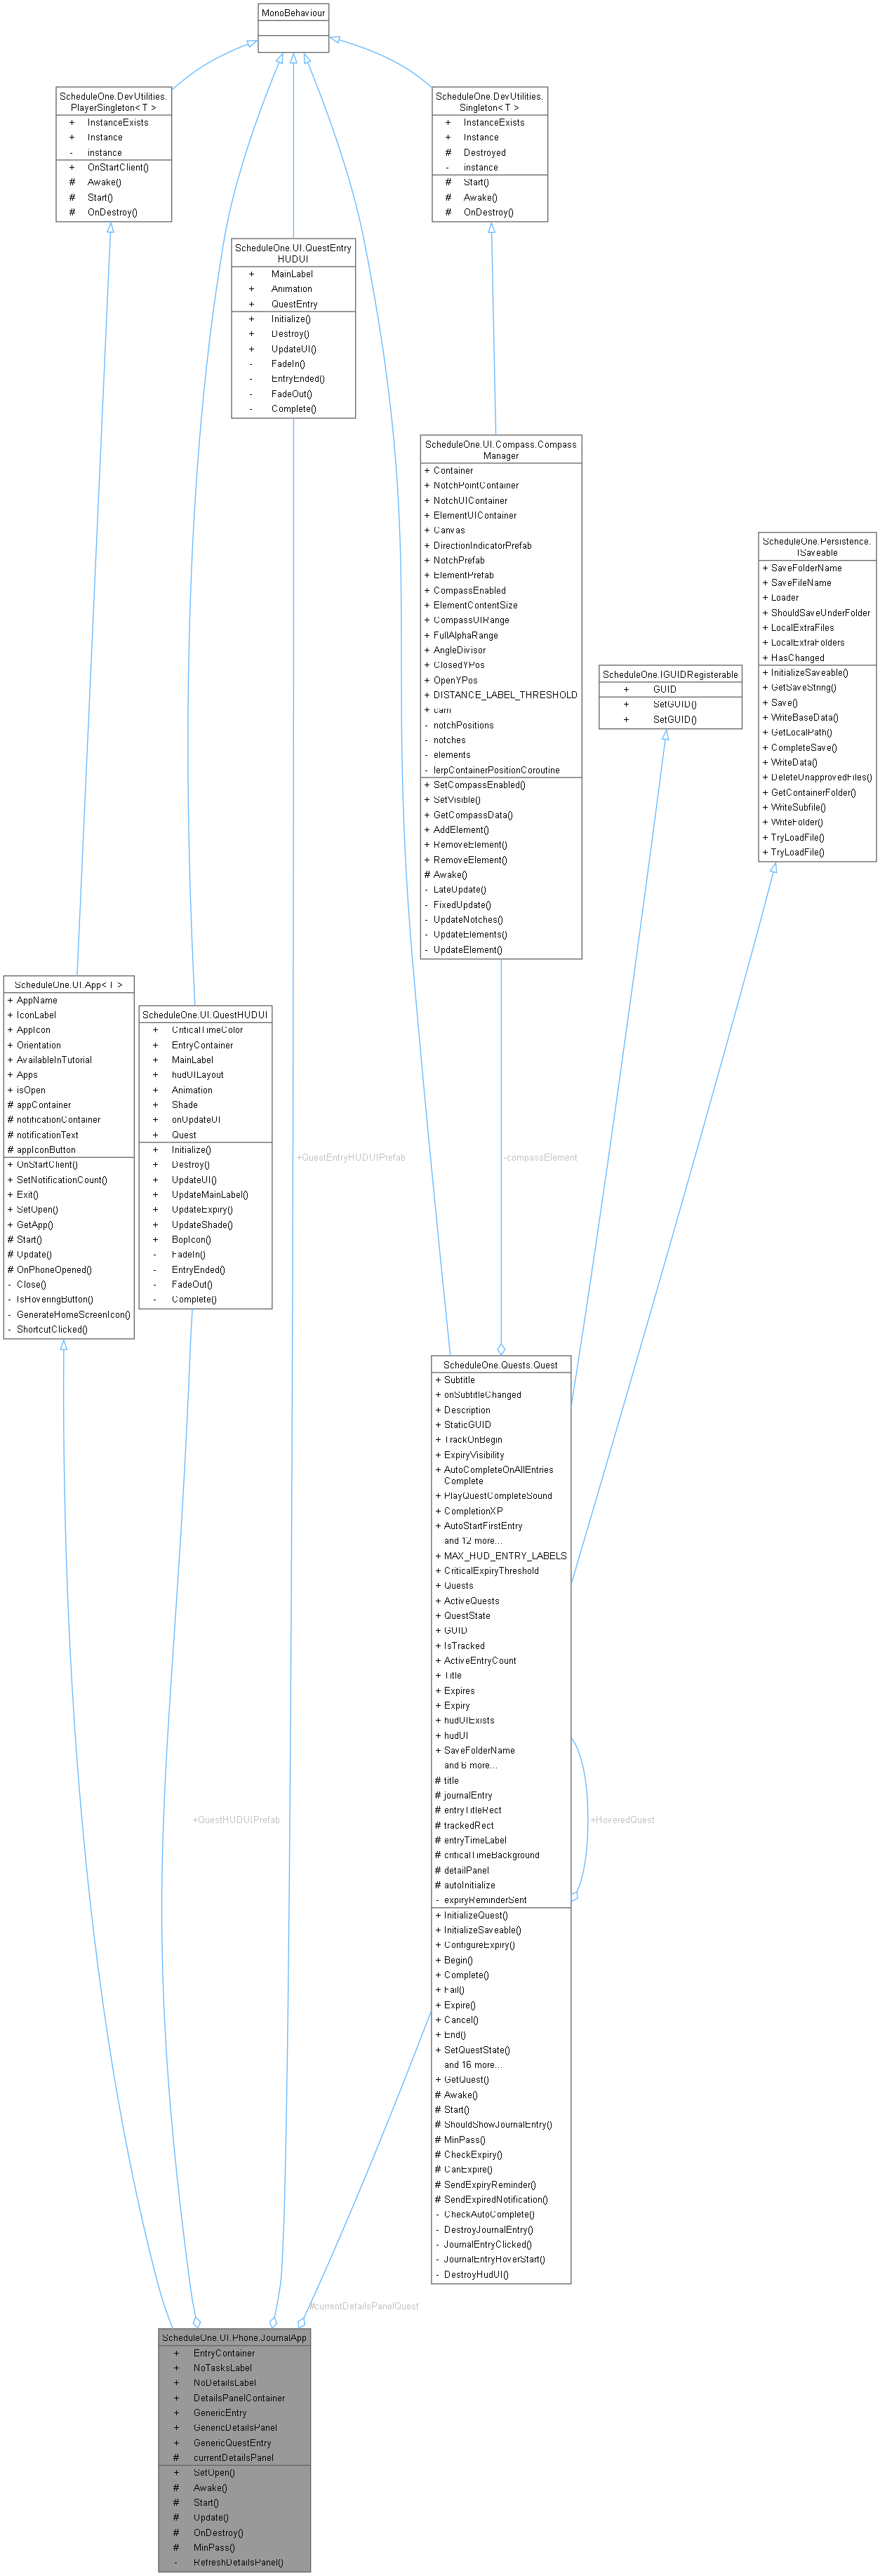 MonoBehaviour
ScheduleOne.DevUtilities.
PlayerSingleton< T >
+ InstanceExists
+ Instance
- instance
+ OnStartClient()
# Awake()
# Start()
# OnDestroy()
ScheduleOne.DevUtilities.
Singleton< T >
+ InstanceExists
+ Instance
# Destroyed
- instance
# Start()
# Awake()
# OnDestroy()
ScheduleOne.UI.QuestEntry
HUDUI
+ MainLabel
+ Animation
+ QuestEntry
+ Initialize()
+ Destroy()
+ UpdateUI()
- FadeIn()
- EntryEnded()
- FadeOut()
- Complete()
ScheduleOne.UI.Compass.Compass
Manager
+ Container
+ NotchPointContainer
+ NotchUIContainer
+ ElementUIContainer
+ Canvas
+ DirectionIndicatorPrefab
+ NotchPrefab
+ ElementPrefab
+ CompassEnabled
+ ElementContentSize
+ CompassUIRange
+ FullAlphaRange
+ AngleDivisor
+ ClosedYPos
+ OpenYPos
+ DISTANCE_LABEL_THRESHOLD
+ cam
- notchPositions
- notches
- elements
- lerpContainerPositionCoroutine
+ SetCompassEnabled()
+ SetVisible()
+ GetCompassData()
+ AddElement()
+ RemoveElement()
+ RemoveElement()
# Awake()
- LateUpdate()
- FixedUpdate()
- UpdateNotches()
- UpdateElements()
- UpdateElement()
ScheduleOne.IGUIDRegisterable
+ GUID
+ SetGUID()
+ SetGUID()
ScheduleOne.Persistence.
ISaveable
+ SaveFolderName
+ SaveFileName
+ Loader
+ ShouldSaveUnderFolder
+ LocalExtraFiles
+ LocalExtraFolders
+ HasChanged
+ InitializeSaveable()
+ GetSaveString()
+ Save()
+ WriteBaseData()
+ GetLocalPath()
+ CompleteSave()
+ WriteData()
+ DeleteUnapprovedFiles()
+ GetContainerFolder()
+ WriteSubfile()
+ WriteFolder()
+ TryLoadFile()
+ TryLoadFile()
ScheduleOne.UI.App< T >
+ AppName
+ IconLabel
+ AppIcon
+ Orientation
+ AvailableInTutorial
+ Apps
+ isOpen
# appContainer
# notificationContainer
# notificationText
# appIconButton
+ OnStartClient()
+ SetNotificationCount()
+ Exit()
+ SetOpen()
+ GetApp()
# Start()
# Update()
# OnPhoneOpened()
- Close()
- IsHoveringButton()
- GenerateHomeScreenIcon()
- ShortcutClicked()
ScheduleOne.UI.QuestHUDUI
+ CriticalTimeColor
+ EntryContainer
+ MainLabel
+ hudUILayout
+ Animation
+ Shade
+ onUpdateUI
+ Quest
+ Initialize()
+ Destroy()
+ UpdateUI()
+ UpdateMainLabel()
+ UpdateExpiry()
+ UpdateShade()
+ BopIcon()
- FadeIn()
- EntryEnded()
- FadeOut()
- Complete()
+QuestEntryHUDUIPrefab
-compassElement
ScheduleOne.Quests.Quest
+ Subtitle
+ onSubtitleChanged
+ Description
+ StaticGUID
+ TrackOnBegin
+ ExpiryVisibility
+ AutoCompleteOnAllEntries
Complete
+ PlayQuestCompleteSound
+ CompletionXP
+ AutoStartFirstEntry
and 12 more...
+ MAX_HUD_ENTRY_LABELS
+ CriticalExpiryThreshold
+ Quests
+ ActiveQuests
+ QuestState
+ GUID
+ IsTracked
+ ActiveEntryCount
+ Title
+ Expires
+ Expiry
+ hudUIExists
+ hudUI
+ SaveFolderName
and 6 more...
# title
# journalEntry
# entryTitleRect
# trackedRect
# entryTimeLabel
# criticalTimeBackground
# detailPanel
# autoInitialize
- expiryReminderSent
+ InitializeQuest()
+ InitializeSaveable()
+ ConfigureExpiry()
+ Begin()
+ Complete()
+ Fail()
+ Expire()
+ Cancel()
+ End()
+ SetQuestState()
and 16 more...
+ GetQuest()
# Awake()
# Start()
# ShouldShowJournalEntry()
# MinPass()
# CheckExpiry()
# CanExpire()
# SendExpiryReminder()
# SendExpiredNotification()
- CheckAutoComplete()
- DestroyJournalEntry()
- JournalEntryClicked()
- JournalEntryHoverStart()
- DestroyHudUI()
+HoveredQuest
+QuestHUDUIPrefab
#currentDetailsPanelQuest
ScheduleOne.UI.Phone.JournalApp
+ EntryContainer
+ NoTasksLabel
+ NoDetailsLabel
+ DetailsPanelContainer
+ GenericEntry
+ GenericDetailsPanel
+ GenericQuestEntry
# currentDetailsPanel
+ SetOpen()
# Awake()
# Start()
# Update()
# OnDestroy()
# MinPass()
- RefreshDetailsPanel()